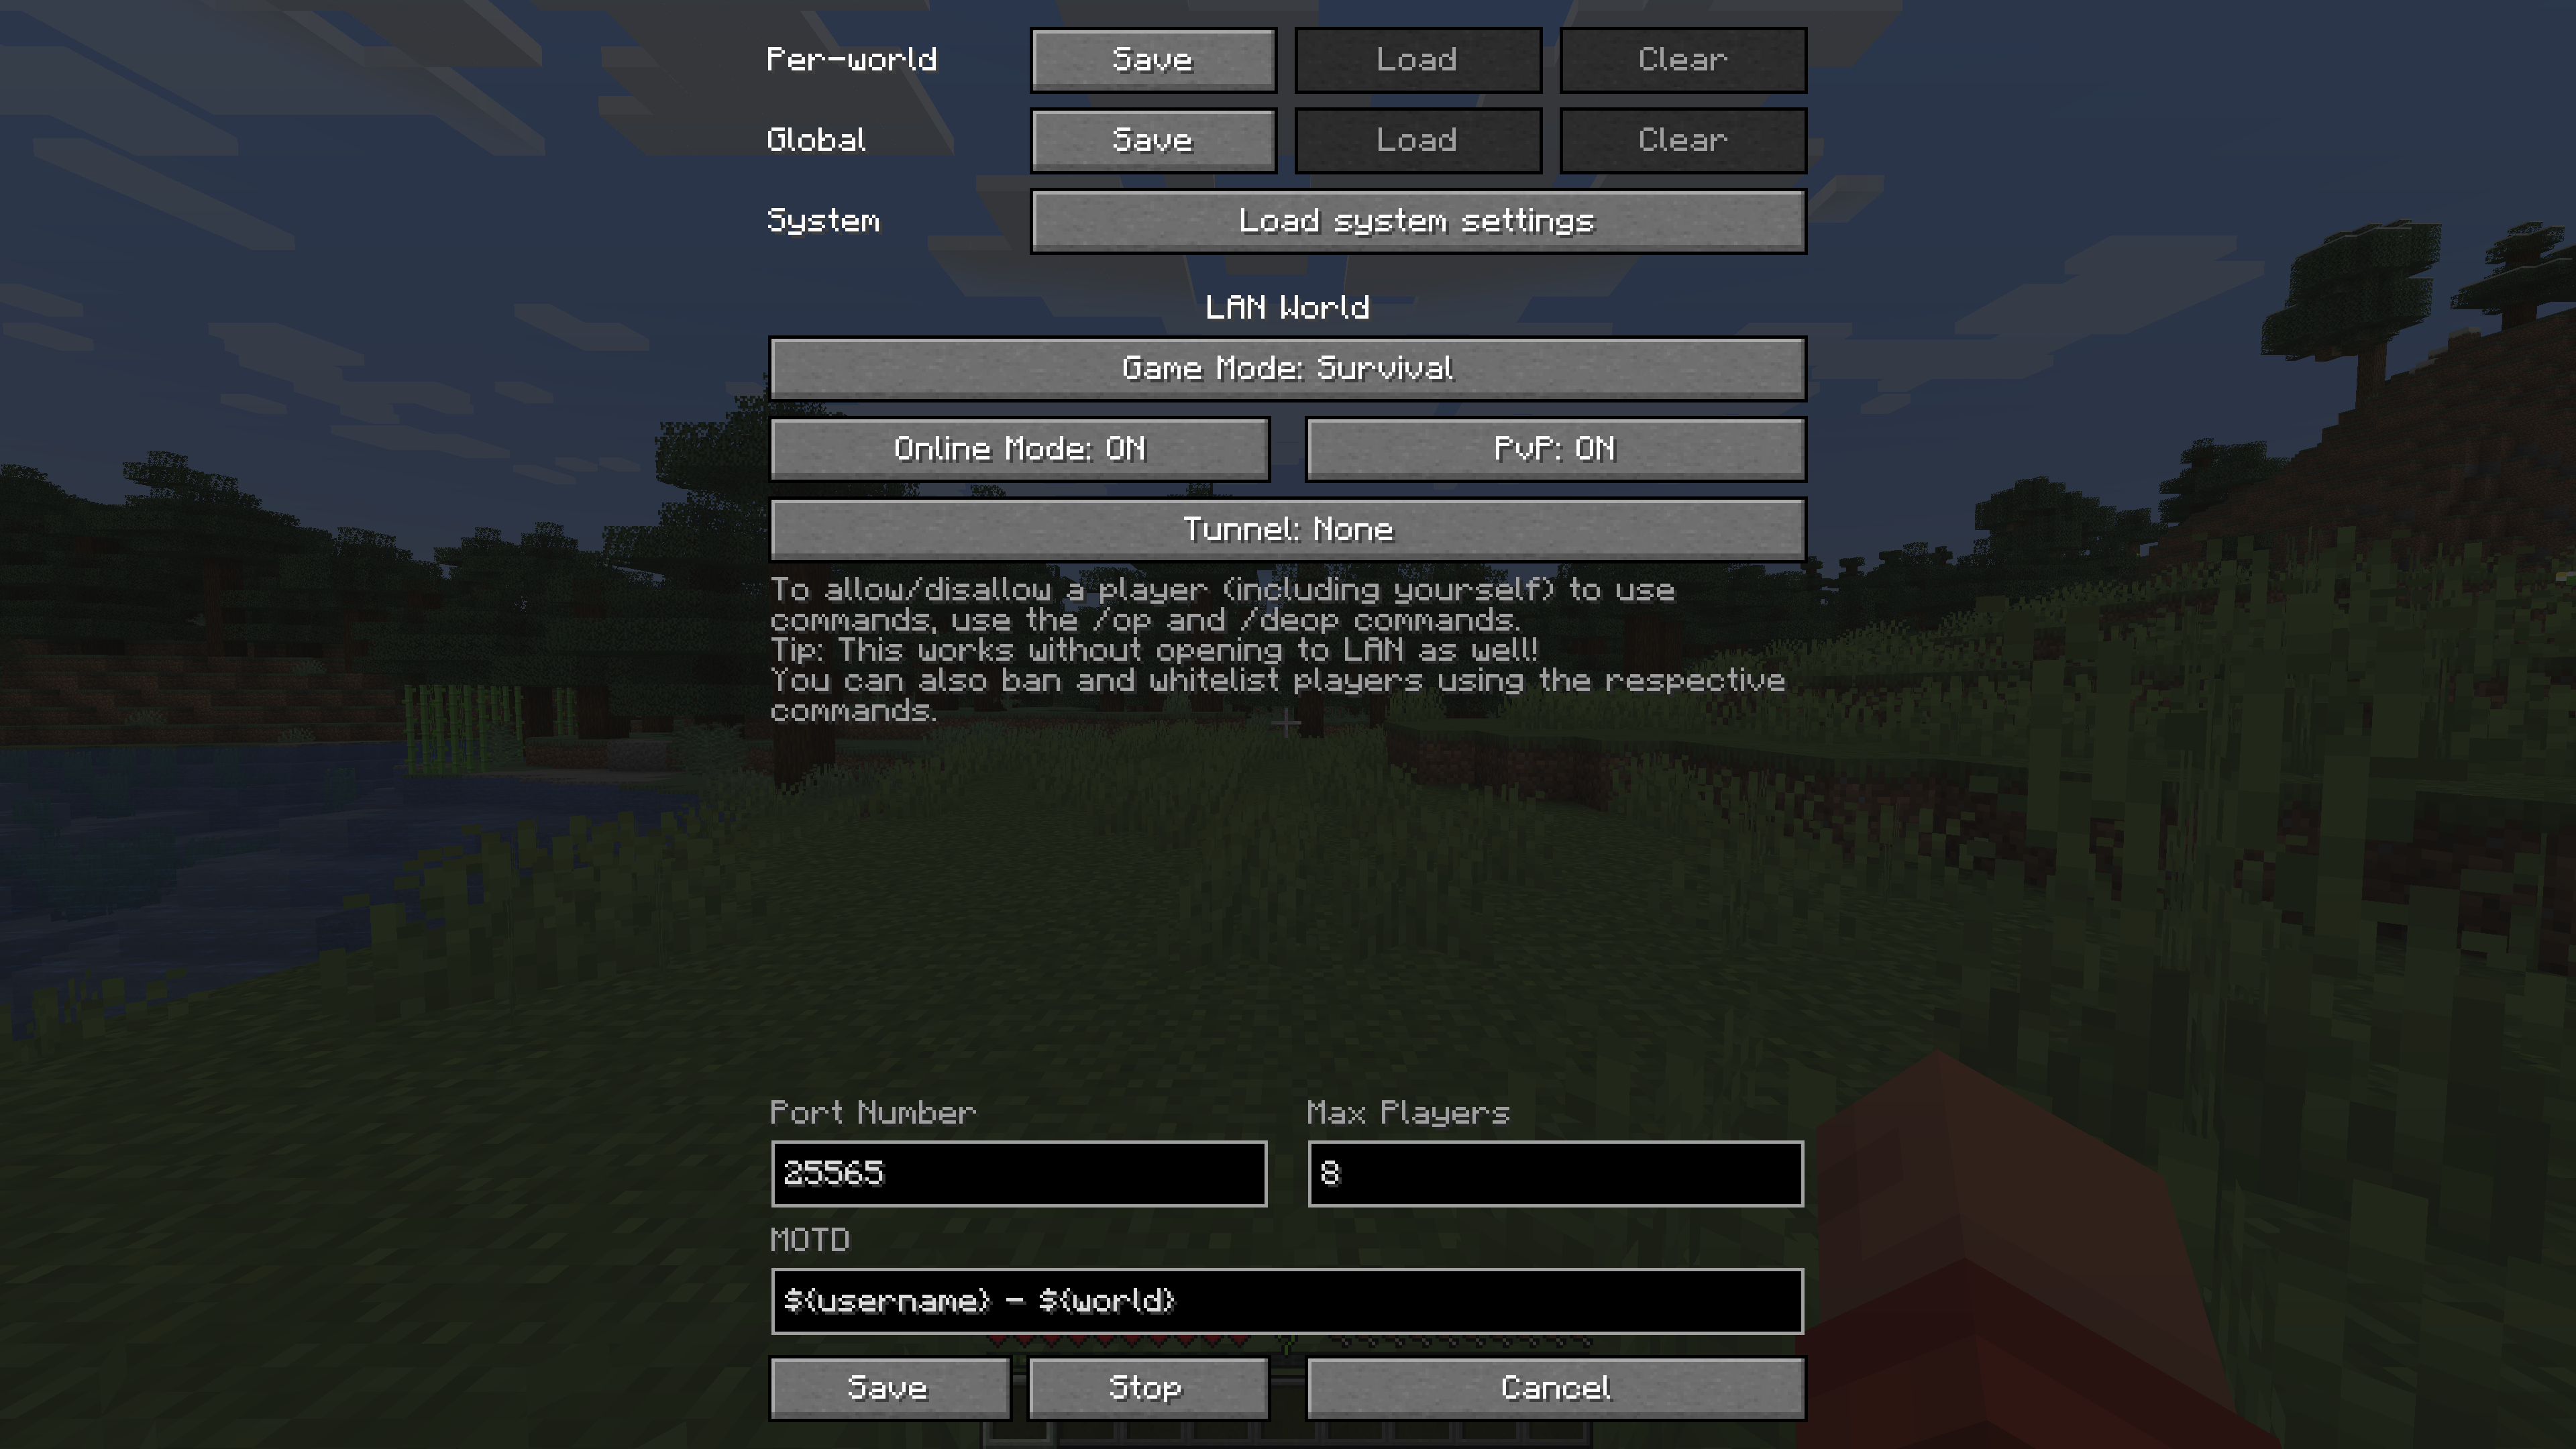 Per-world Save Load Clear
Global Save Load Clear
System Load system settings
LAN World
Game Mode: Survival
Online Mode: ON PvP: ON
Tunnel: None
To allow/disallow a player (including yourself) to use
commands, use the /op and /deop commands.
Tip: This works without opening to LAN as well!
You can also ban and whitelist players using the respective
commands.
Port Number Max Players
25565 8
MOTD
${username} - ${world}
Save Stop Cancel